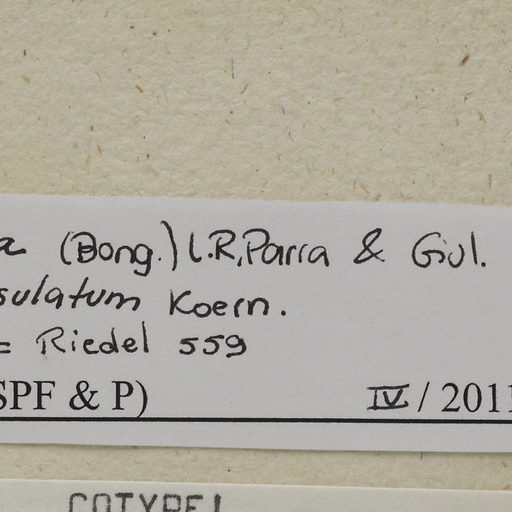 a (Bong.) L.R. Parra & Giul.
sulatum Koern.
= Riedel 559
SPF & P) IV / 2011
COTYPE!